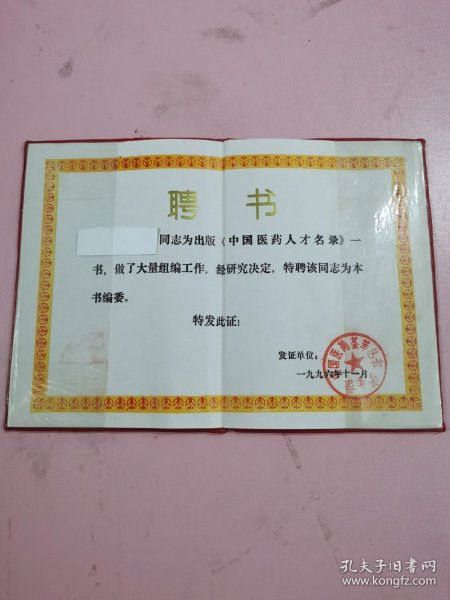 聘书
同志为出版《中国医药人才名录》一
书，做了大量组编工作，经研究决定，特聘该同志为本
书编委。
特发此证！
发证单位：
一九九六年十一月
孔夫子旧书网
www.kongfz.com